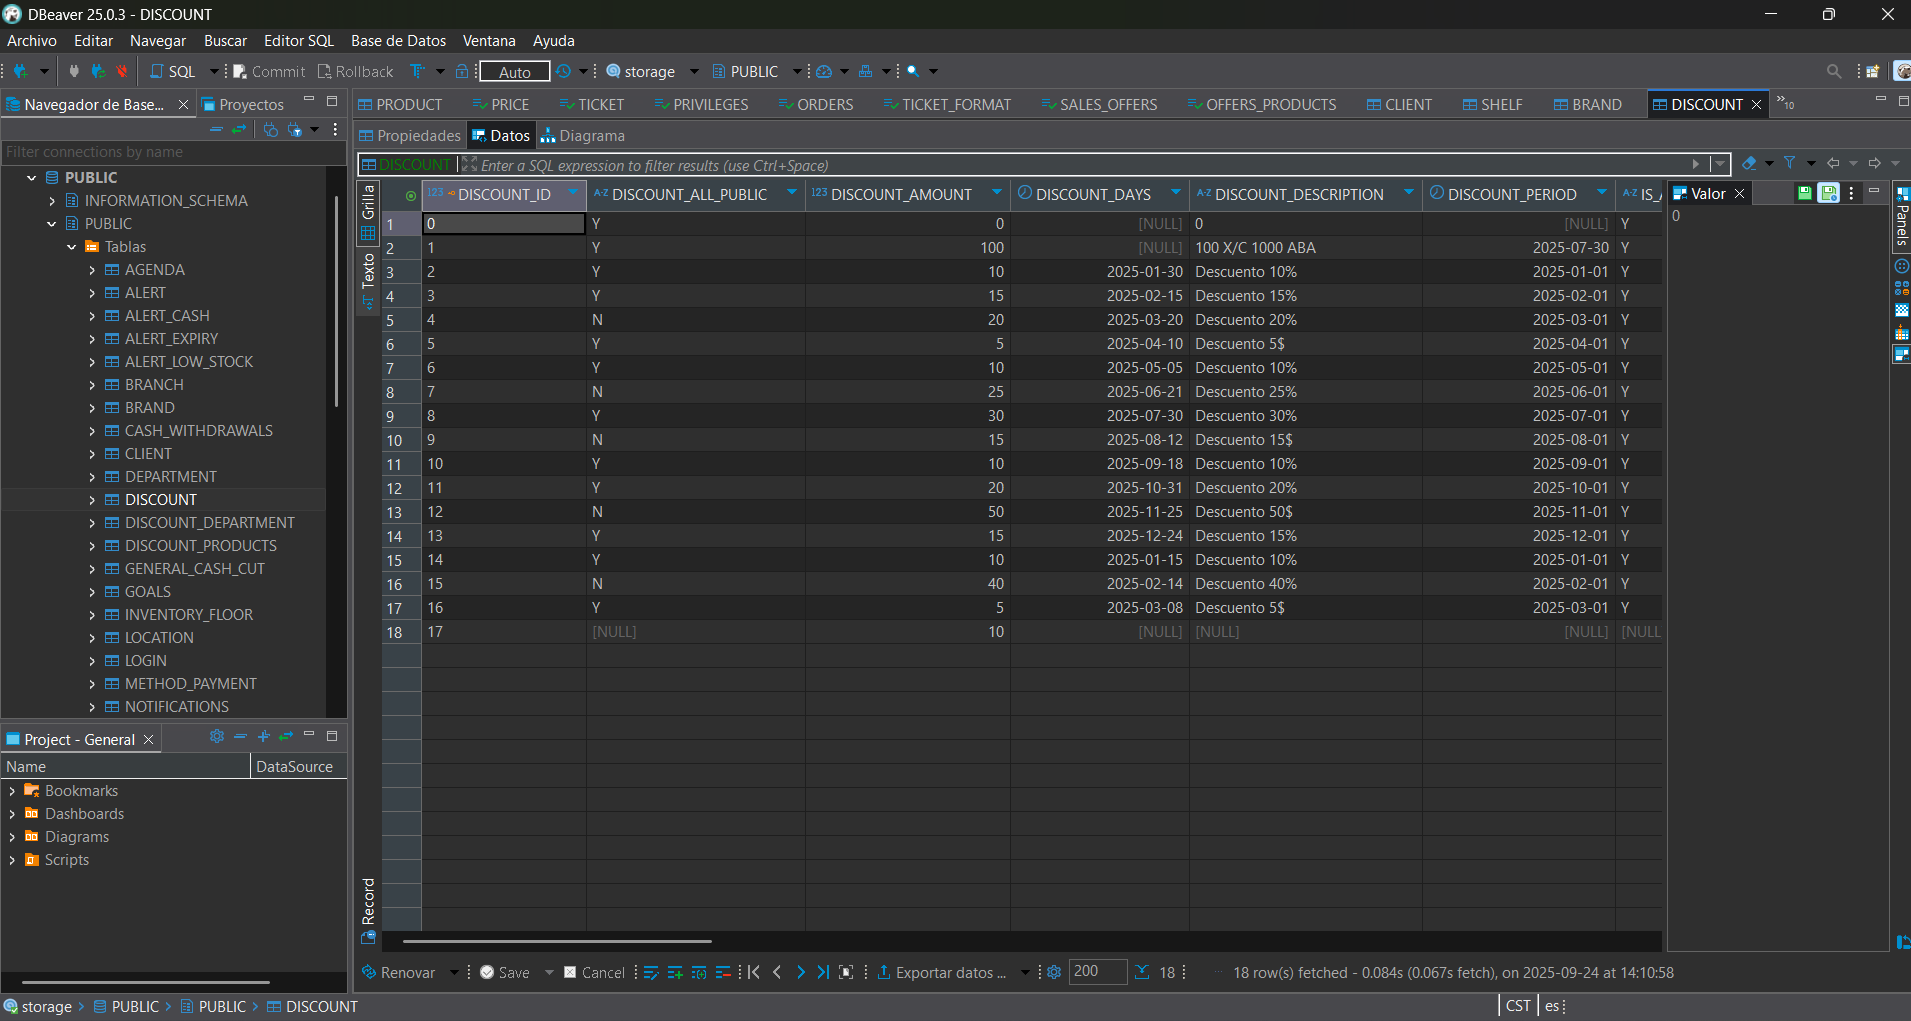 DBeaver 25.0.3 - DISCOUNT
Archivo Editar Navegar Buscar Editor SQL Base de Datos Ventana Ayuda
SQL Commit Rollback Auto storage PUBLIC
Navegador de Base... Proyectos
Filter connections by name
PUBLIC
INFORMATION_SCHEMA
PUBLIC
Tablas
AGENDA
ALERT
ALERT_CASH
ALERT_EXPIRY
ALERT_LOW_STOCK
BRANCH
BRAND
CASH_WITHDRAWALS
CLIENT
DEPARTMENT
DISCOUNT
DISCOUNT_DEPARTMENT
DISCOUNT_PRODUCTS
GENERAL_CASH_CUT
GOALS
INVENTORY_FLOOR
LOCATION
LOGIN
METHOD_PAYMENT
NOTIFICATIONS
Project - General
Name DataSource
Bookmarks
Dashboards
Diagrams
Scripts
PRODUCT PRICE TICKET PRIVILEGES ORDERS TICKET_FORMAT SALES_OFFERS OFFERS_PRODUCTS CLIENT SHELF BRAND DISCOUNT »10
Propiedades Datos Diagrama
DISCOUNT Enter a SQL expression to filter results (use Ctrl+Space)
Grilla
Texto
Record
123 DISCOUNT_ID A-Z DISCOUNT_ALL_PUBLIC 123 DISCOUNT_AMOUNT DISCOUNT_DAYS A-Z DISCOUNT_DESCRIPTION DISCOUNT_PERIOD A-Z IS_A
1 0 Y 0 [NULL] 0 [NULL] Y
2 1 Y 100 [NULL] 100 X/C 1000 ABA 2025-07-30 Y
3 2 Y 10 2025-01-30 Descuento 10% 2025-01-01 Y
4 3 Y 15 2025-02-15 Descuento 15% 2025-02-01 Y
5 4 N 20 2025-03-20 Descuento 20% 2025-03-01 Y
6 5 Y 5 2025-04-10 Descuento 5$ 2025-04-01 Y
7 6 Y 10 2025-05-05 Descuento 10% 2025-05-01 Y
8 7 N 25 2025-06-21 Descuento 25% 2025-06-01 Y
9 8 Y 30 2025-07-30 Descuento 30% 2025-07-01 Y
10 9 N 15 2025-08-12 Descuento 15$ 2025-08-01 Y
11 10 Y 10 2025-09-18 Descuento 10% 2025-09-01 Y
12 11 Y 20 2025-10-31 Descuento 20% 2025-10-01 Y
13 12 N 50 2025-11-25 Descuento 50$ 2025-11-01 Y
14 13 Y 15 2025-12-24 Descuento 15% 2025-12-01 Y
15 14 Y 10 2025-01-15 Descuento 10% 2025-01-01 Y
16 15 N 40 2025-02-14 Descuento 40% 2025-02-01 Y
17 16 Y 5 2025-03-08 Descuento 5$ 2025-03-01 Y
18 17 [NULL] 10 [NULL] [NULL] [NULL] [NULL
Valor
0
Panels
Renovar Save Cancel Exportar datos ... 200 18 18 row(s) fetched - 0.084s (0.067s fetch), on 2025-09-24 at 14:10:58
storage PUBLIC PUBLIC DISCOUNT CST es